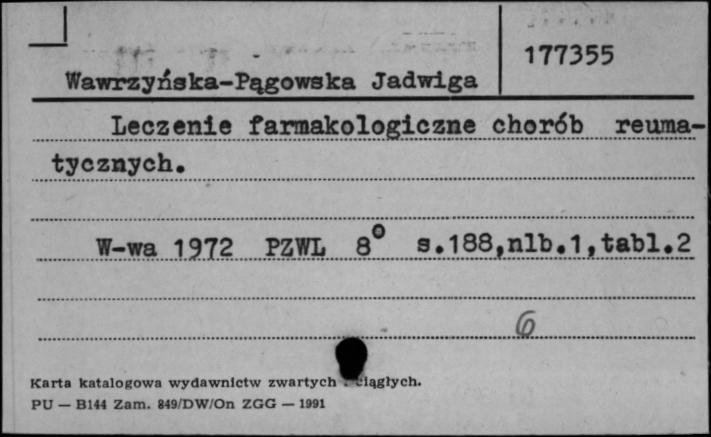 177355
Wawrzyńska-Pągowska Jadwiga
Leczenie farmakologiczne chorób reuma-
tycznych.
W-wa 1972 PZWL 8° s.188,nlb.1,tabl.2
6
Karta katalogowa wydawnictw zwartych ciągłych.
PU — B144 Zam. 849/DW/On ZGG — 1991